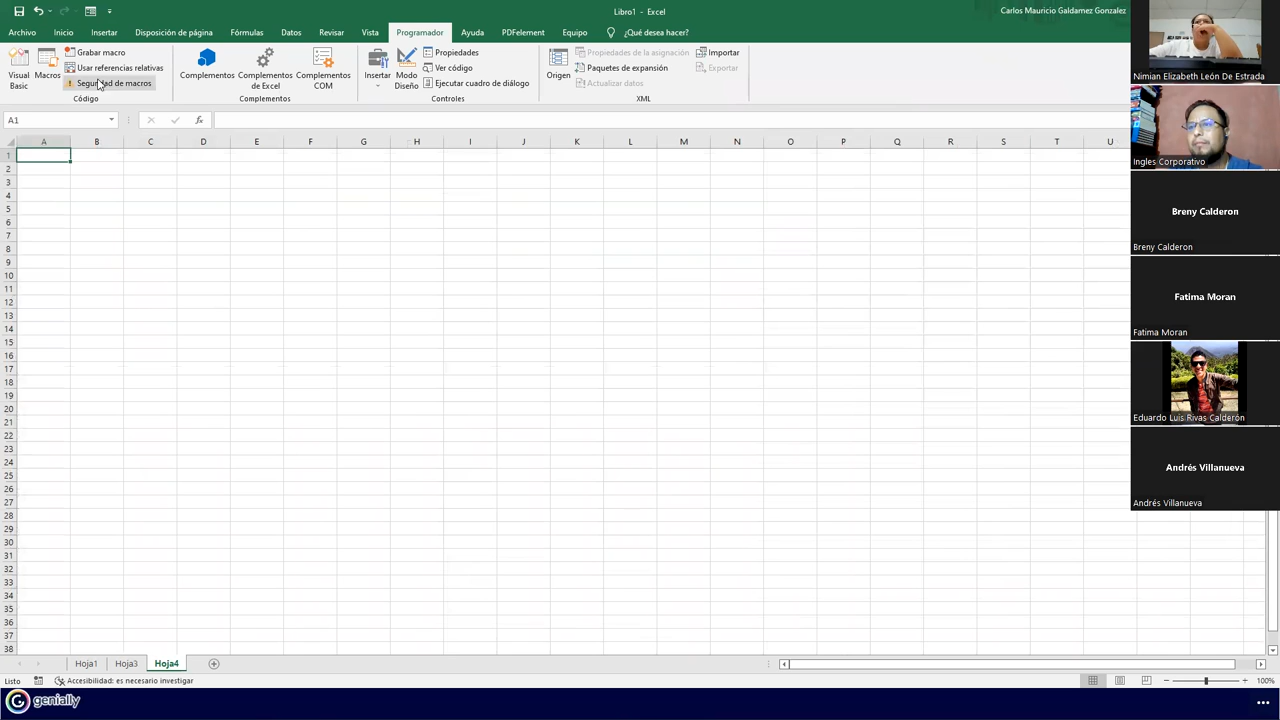 Libro1 - Excel
Carlos Mauricio Galdamez Gonzalez
Archivo Inicio Insertar Disposición de página Fórmulas Datos Revisar Vista Programador Ayuda PDFelement Equipo ¿Qué desea hacer?
Visual Basic
Macros
Grabar macro
Usar referencias relativas
Seguridad de macros
Código
Complementos
Complementos de Excel
Complementos COM
Complementos
Insertar
Modo Diseño
Propiedades
Ver código
Ejecutar cuadro de diálogo
Controles
Origen
Propiedades de la asignación
Paquetes de expansión
Actualizar datos
Importar
Exportar
XML
A1
fx
A B C D E F G H I J K L M N O P Q R S T U
1
2
3
4
5
6
7
8
9
10
11
12
13
14
15
16
17
18
19
20
21
22
23
24
25
26
27
28
29
30
31
32
33
34
35
36
37
38
Nimian Elizabeth León De Estrada
Ingles Corporativo
Breny Calderon
Breny Calderon
Fatima Moran
Fatima Moran
Eduardo Luis Rivas Calderón
Andrés Villanueva
Andrés Villanueva
Hoja1 Hoja3 Hoja4
Listo
Accesibilidad: es necesario investigar
100%
genially